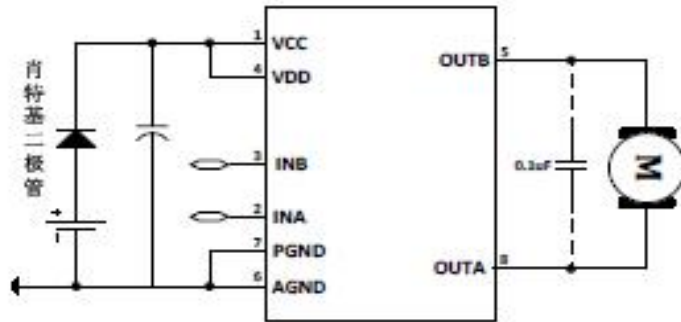 肖特基二极管
+
-
1 VCC
4 VDD
3 INB
2 INA
7 PGND
6 AGND
OUTB 5
OUTA 8
0.1uF
M